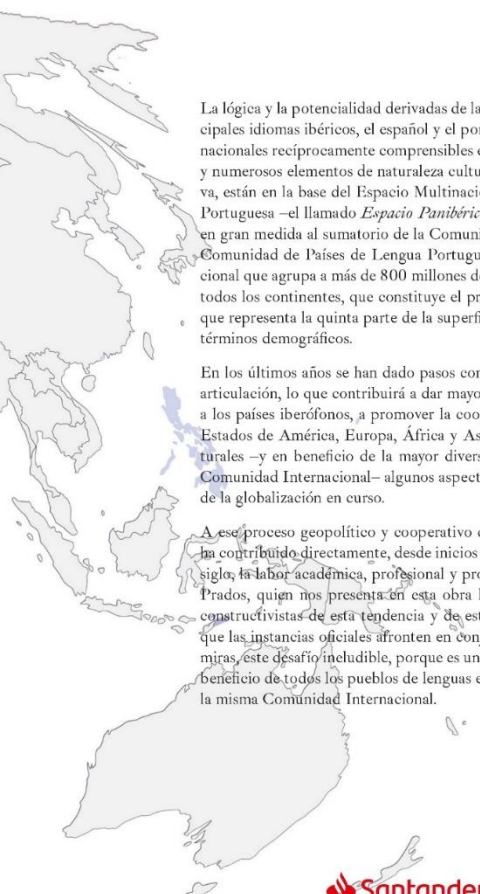 La lógica y la potencialidad derivadas de la
cipales idiomas ibéricos, el español y el por
nacionales recíprocamente comprensibles e
y numerosos elementos de naturaleza cultu
va, están en la base del Espacio Multinacio
Portuguesa –el llamado Espacio Panibéric
en gran medida al sumatorio de la Comuni
Comunidad de Países de Lengua Portugu
cional que agrupa a más de 800 millones de
todos los continentes, que constituye el pr
que representa la quinta parte de la superfi
términos demográficos.
En los últimos años se han dado pasos con
articulación, lo que contribuirá a dar mayo
a los países iberófonos, a promover la coo
Estados de América, Europa, África y As
turales –y en beneficio de la mayor divers
Comunidad Internacional– algunos aspect
de la globalización en curso.
A ese proceso geopolítico y cooperativo d
ha contribuido directamente, desde inicios
siglo, la labor académica, profesional y pro
Prados, quien nos presenta en esta obra l
constructivistas de esta tendencia y de est
que las instancias oficiales afronten en con
miras, este desafío ineludible, porque es un
beneficio de todos los pueblos de lenguas e
la misma Comunidad Internacional.
Santander